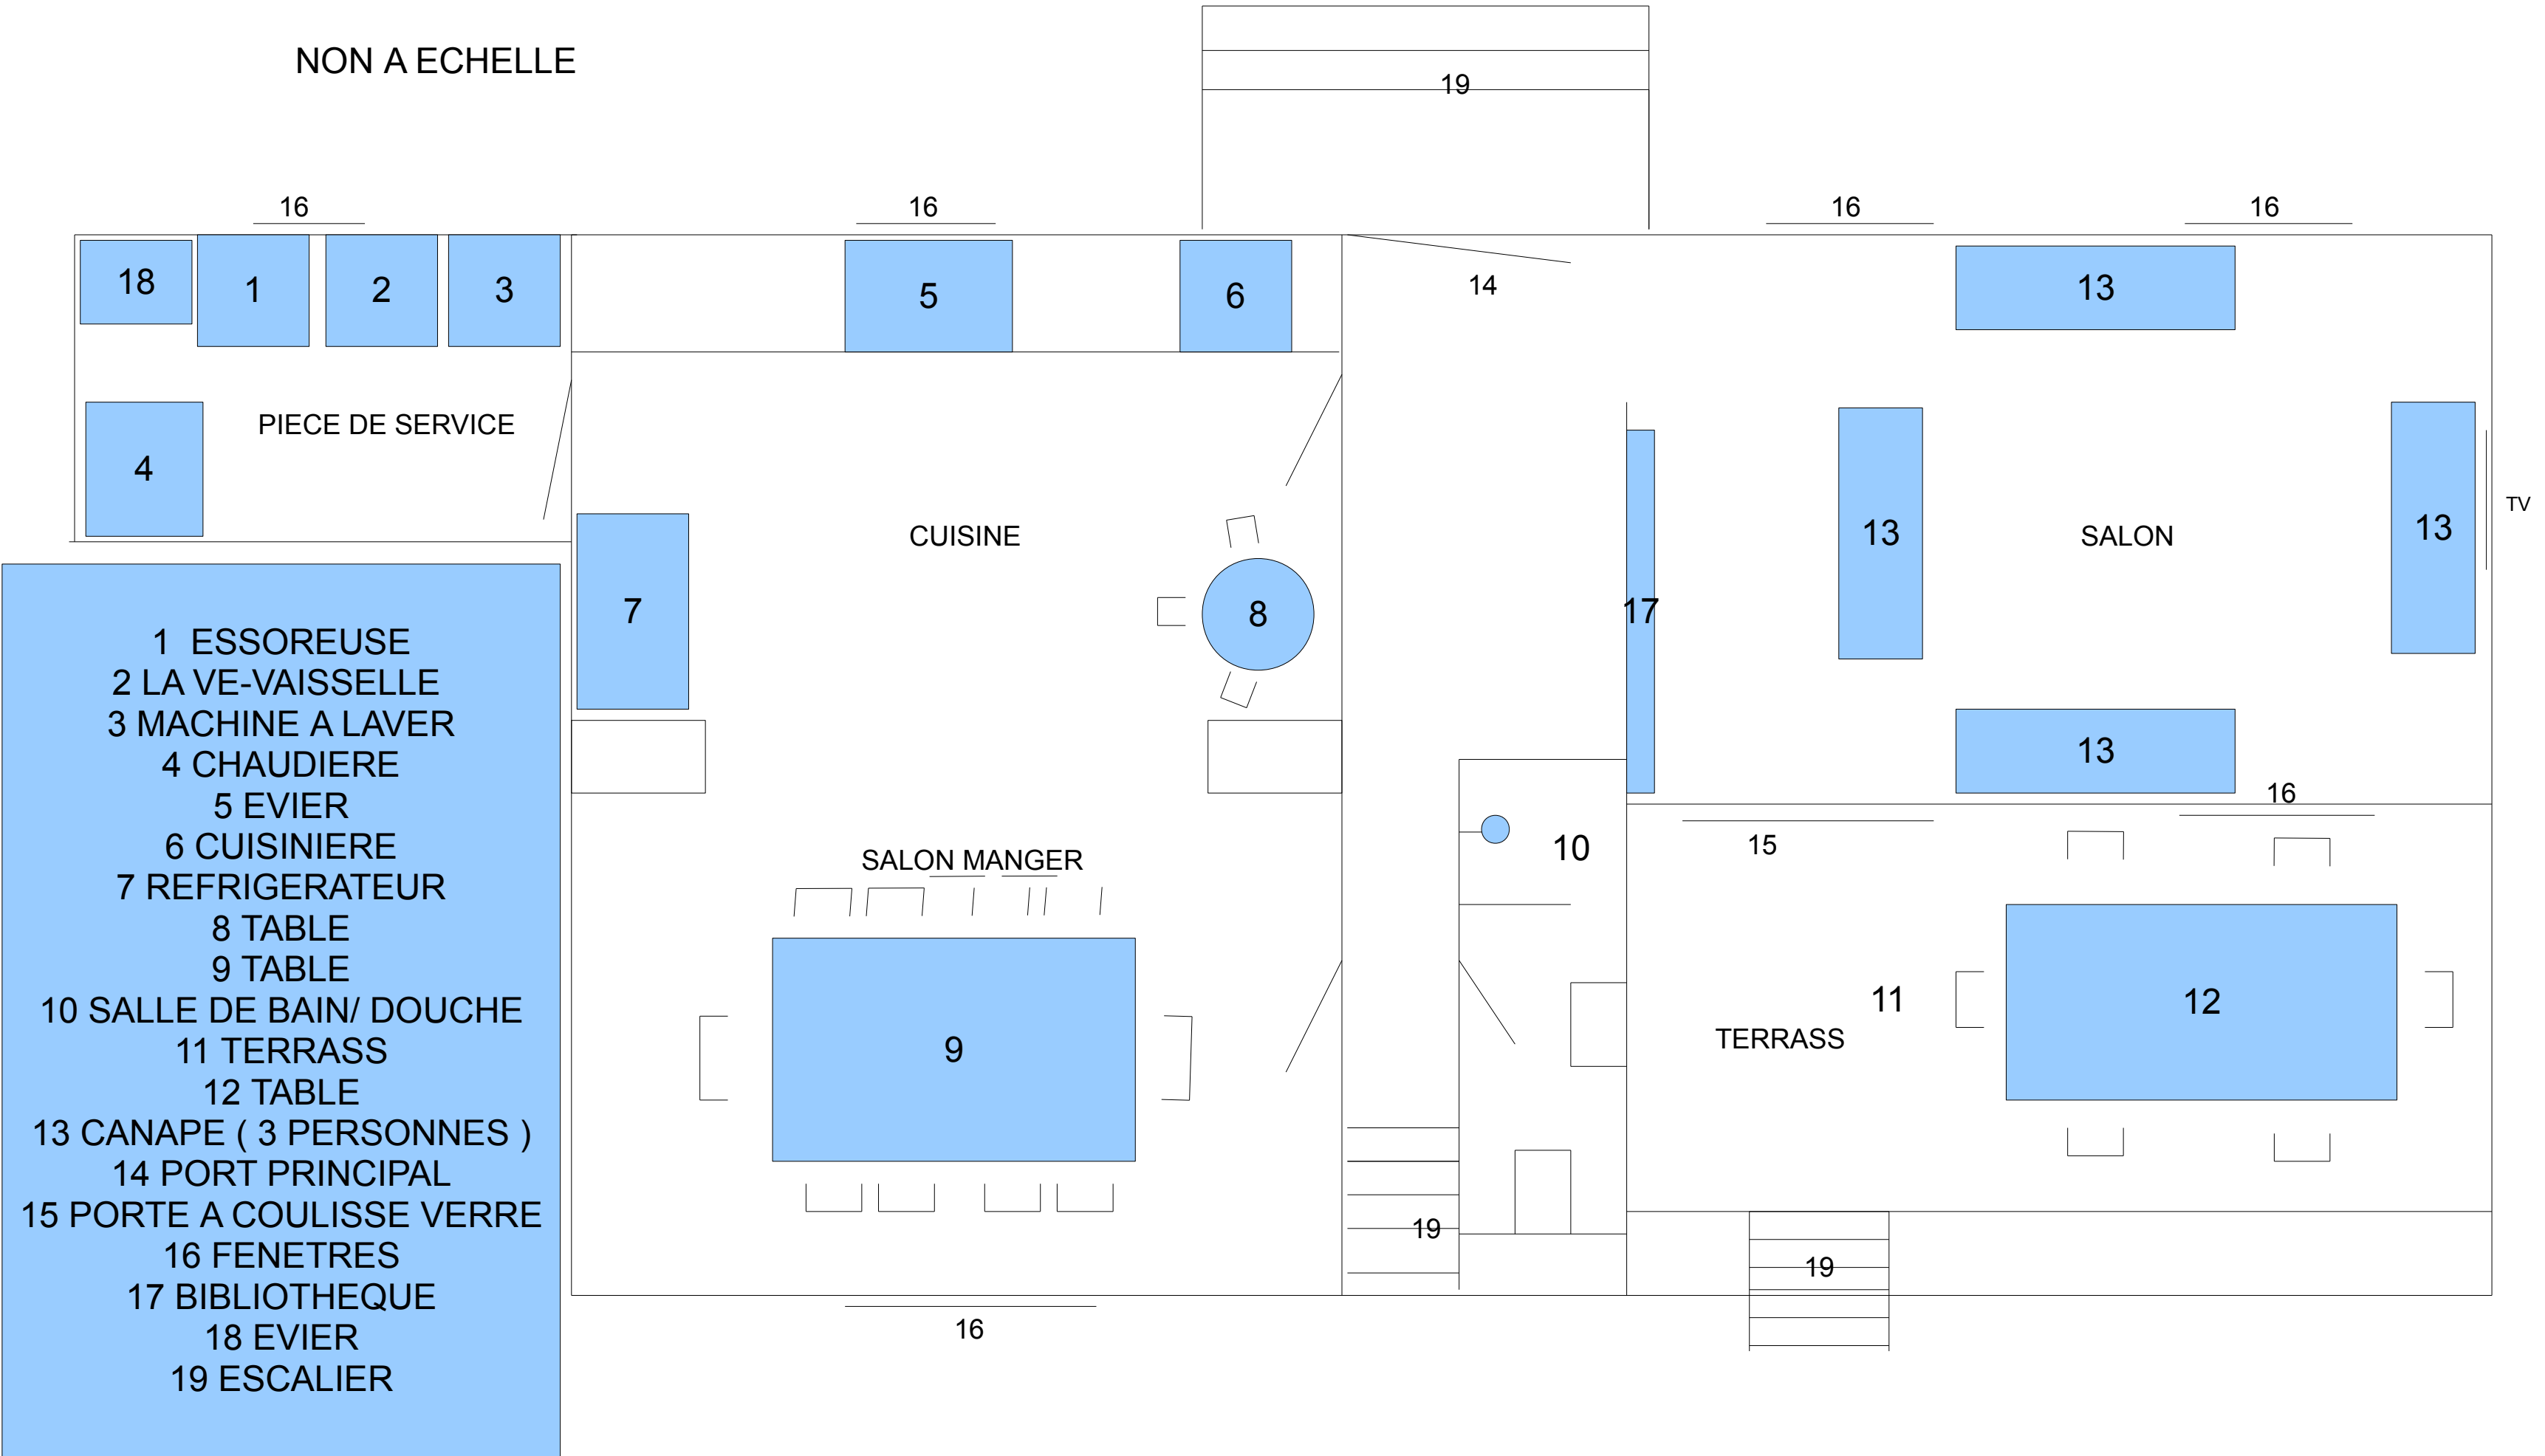 NON A ECHELLE
19
16
16
16
16
18
1
2
3
5
6
14
13
4
PIECE DE SERVICE
7
CUISINE
8
17
13
SALON
13
TV
13
16
SALON MANGER
10
15
9
11
12
TERRASS
19
19
16
1  ESSOREUSE
2 LA VE-VAISSELLE
3 MACHINE A LAVER
4 CHAUDIERE
5 EVIER
6 CUISINIERE
7 REFRIGERATEUR
8 TABLE
9 TABLE
10 SALLE DE BAIN/ DOUCHE
11 TERRASS
12 TABLE
13 CANAPE ( 3 PERSONNES )
14 PORT PRINCIPAL
15 PORTE A COULISSE VERRE
16 FENETRES
17 BIBLIOTHEQUE
18 EVIER
19 ESCALIER